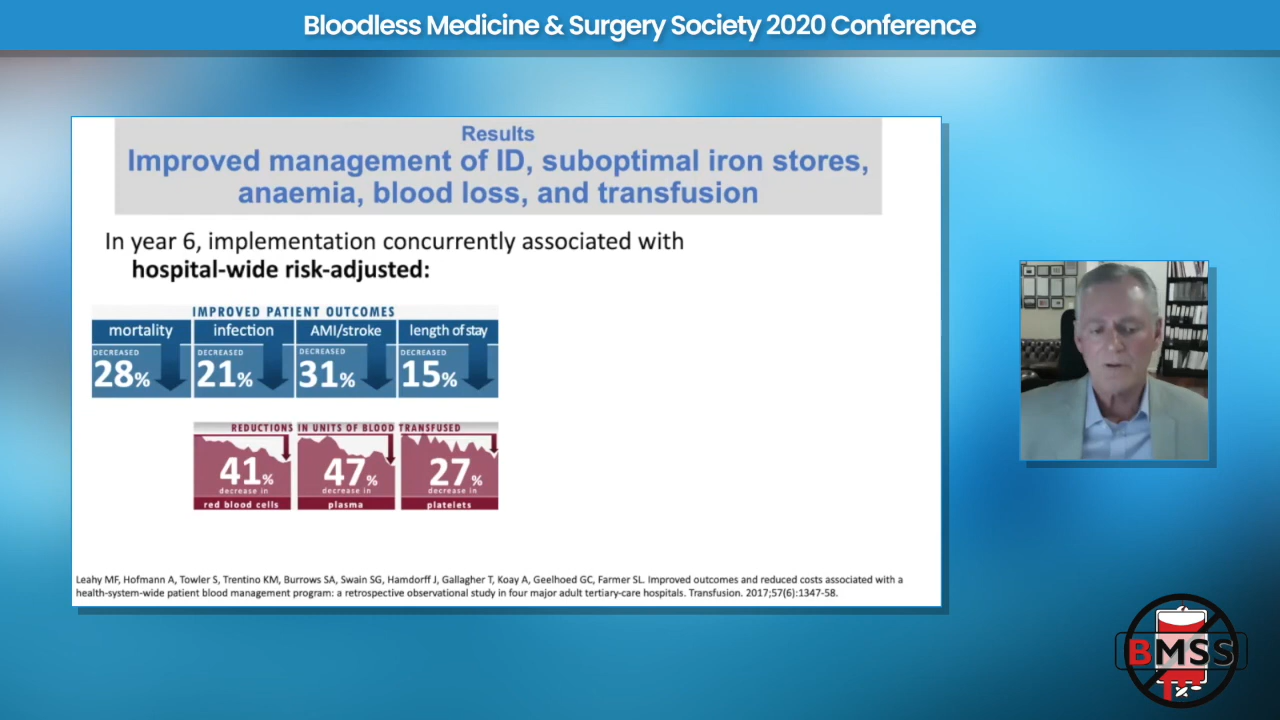 Bloodless Medicine & Surgery Society 2020 Conference
Results
Improved management of ID, suboptimal iron stores,
anaemia, blood loss, and transfusion
In year 6, implementation concurrently associated with
hospital-wide risk-adjusted:
IMPROVED PATIENT OUTCOMES
mortality infection AMI/stroke length of stay
DECREASED DECREASED DECREASED DECREASED
28% 21% 31% 15%
REDUCTIONS IN UNITS OF BLOOD TRANSFUSED
41% 47% 27%
decrease in decrease in decrease in
red blood cells plasma platelets
Leahy MF, Hofmann A, Towler S, Trentino KM, Burrows SA, Swain SG, Hamdorff J, Gallagher T, Koay A, Geelhoed GC, Farmer SL. Improved outcomes and reduced costs associated with a
health-system-wide patient blood management program: a retrospective observational study in four major adult tertiary-care hospitals. Transfusion. 2017;57(6):1347-58.
BMSS